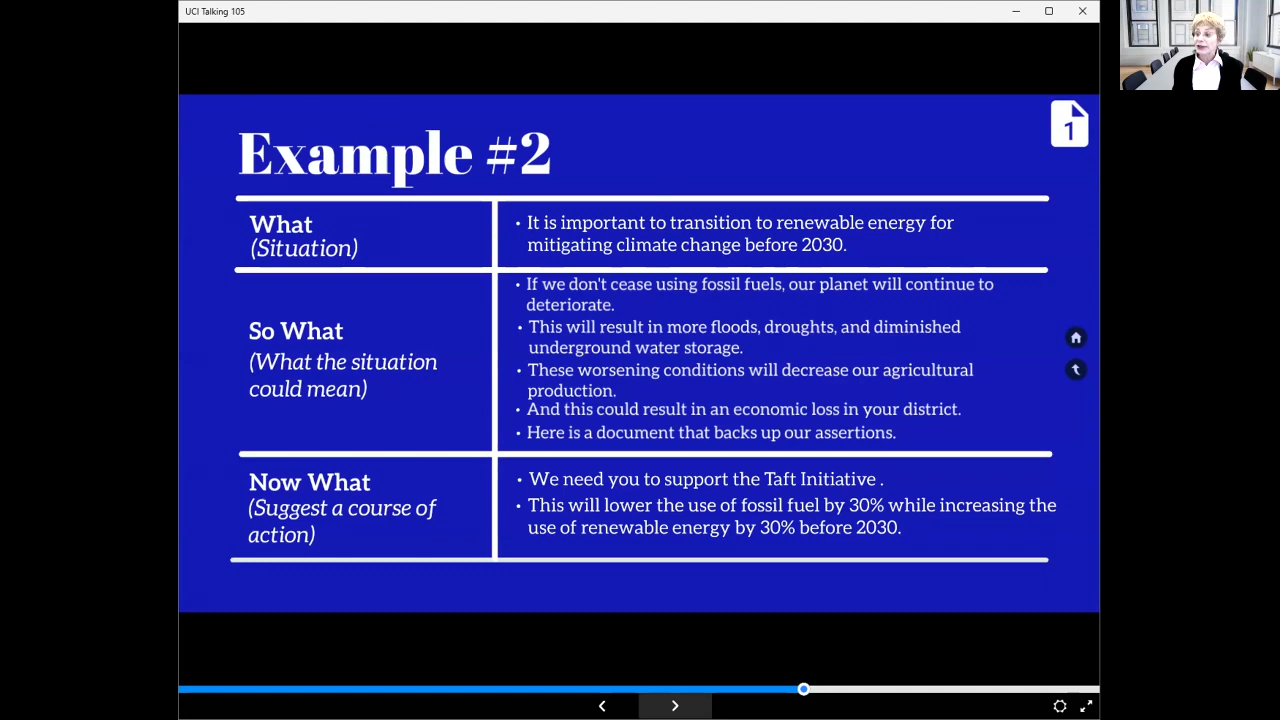 UCI Talking 105
Example #2
1
What
(Situation)
• It is important to transition to renewable energy for
mitigating climate change before 2030.
So What
(What the situation
could mean)
• If we don't cease using fossil fuels, our planet will continue to
deteriorate.
• This will result in more floods, droughts, and diminished
underground water storage.
• These worsening conditions will decrease our agricultural
production.
• And this could result in an economic loss in your district.
• Here is a document that backs up our assertions.
Now What
(Suggest a course of
action)
• We need you to support the Taft Initiative .
• This will lower the use of fossil fuel by 30% while increasing the
use of renewable energy by 30% before 2030.